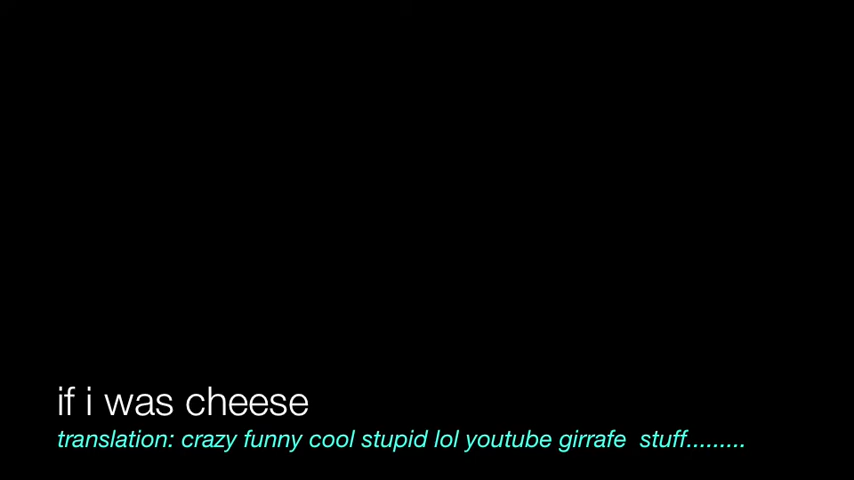 if i was cheese
translation: crazy funny cool stupid lol youtube girrafe  stuff.........